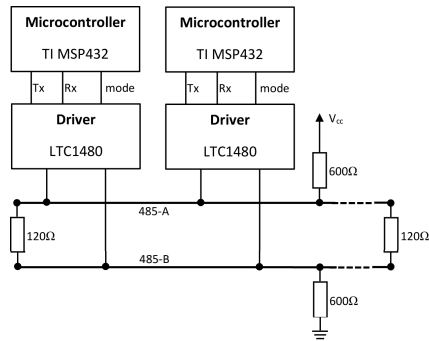 Microcontroller
TI MSP432
Microcontroller
TI MSP432
Tx Rx mode
Tx Rx mode
Driver
LTC1480
Driver
LTC1480
Vcc
600Ω
485-A
120Ω
120Ω
485-B
600Ω